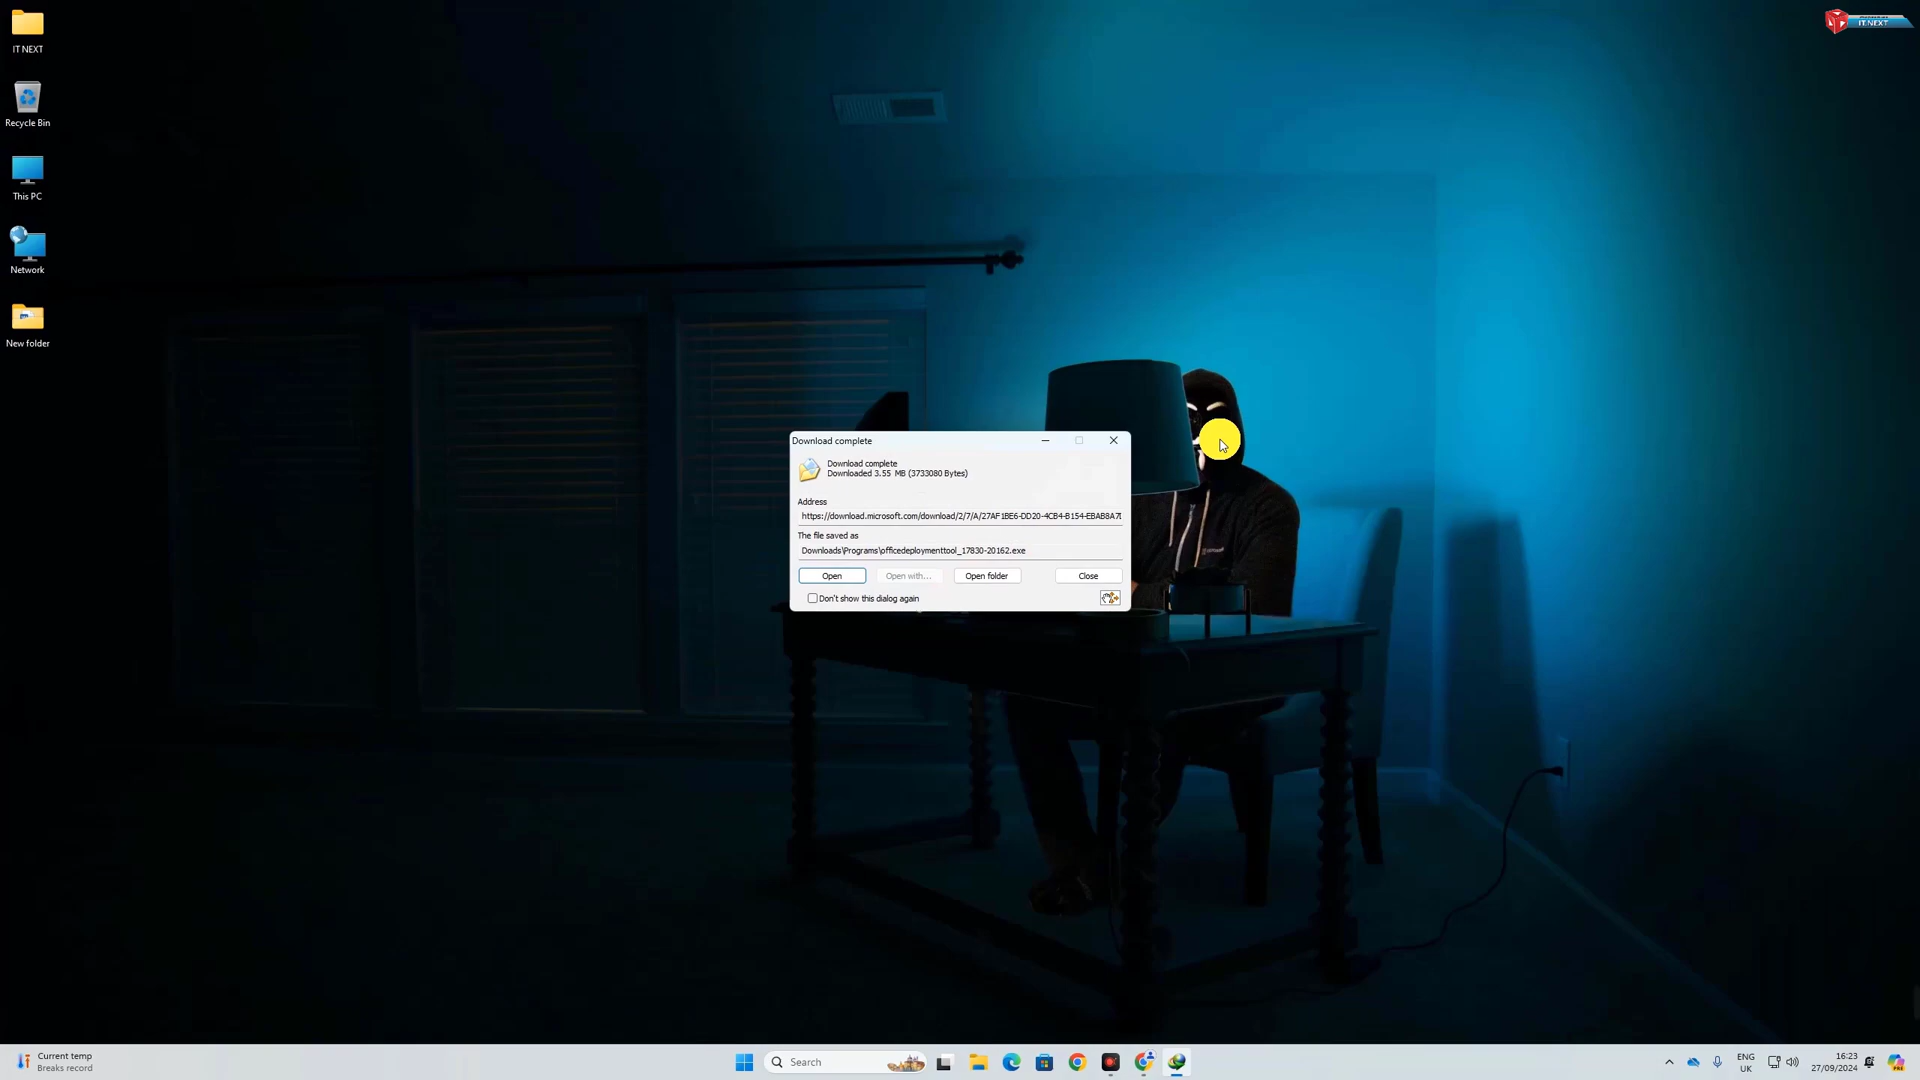 IT NEXT
IT NEXT
Recycle Bin
This PC
Network
New folder
Download complete
Download complete
Downloaded 3.55 MB (3733080 Bytes)
Address
https://download.microsoft.com/download/2/7/A/27AF1BE6-DD20-4CB4-B154-EBAB8A7
The file saved as
Downloads\Programs\officedeploymenttool_17830-20162.exe
Open
Open with...
Open folder
Close
Don't show this dialog again
Current temp
Breaks record
Search
ENG
UK
16:23
27/09/2024
PRE